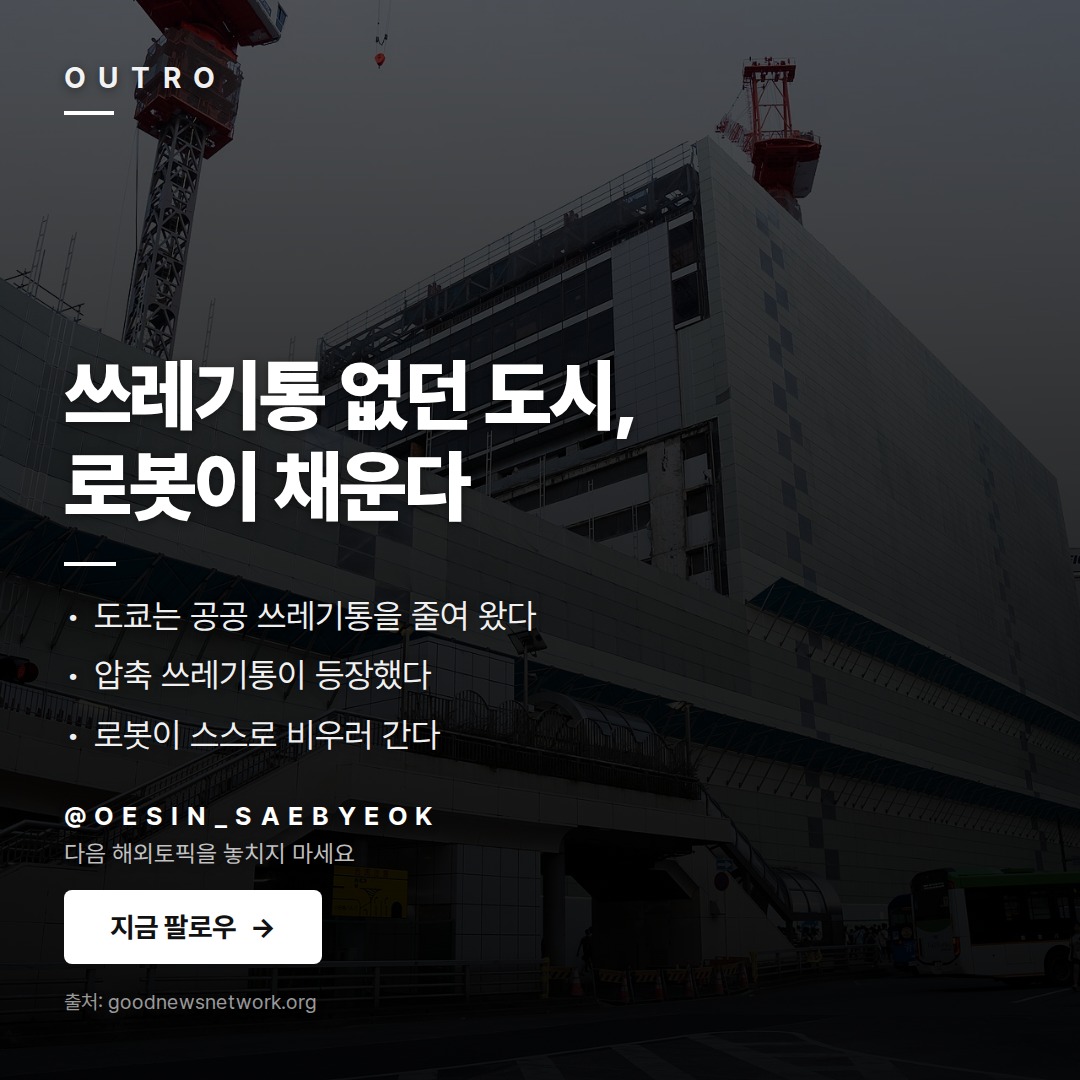 OUTRO
쓰레기통 없던 도시,
로봇이 채운다
• 도쿄는 공공 쓰레기통을 줄여 왔다
• 압축 쓰레기통이 등장했다
• 로봇이 스스로 비우러 간다
@OESIN_SAEBYEOK
다음 해외토픽을 놓치지 마세요
지금 팔로우 →
출처: goodnewsnetwork.org